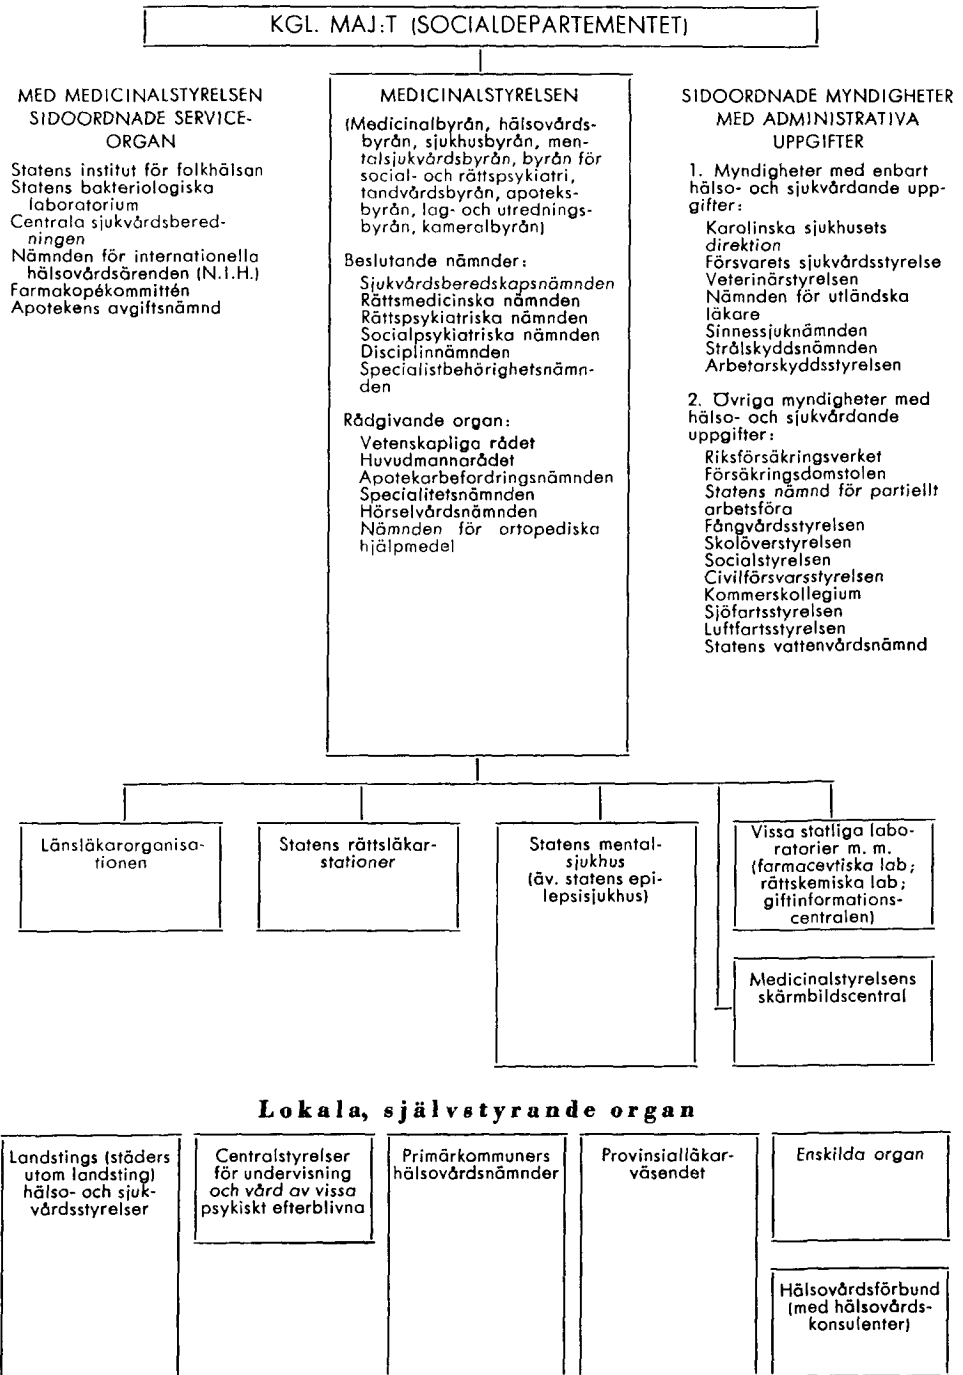 KGL. MAJ:T (SOCIALDEPARTEMENTET)
MED MEDICINALSTYRELSEN
SIDOORDNADE SERVICE-
ORGAN
Statens institut för folkhälsan
Statens bakteriologiska
laboratorium
Centrala sjukvårdsbered-
ningen
Nämnden för internationella
hälsovårdsärenden (N.I.H.)
Farmakopékommittén
Apotekens avgiftsnämnd
MEDICINALSTYRELSEN
(Medicinalbyrån, hälsovårds-
byrån, sjukhusbyrån, men-
talsjukvårdsbyrån, byrån för
social- och rättspsykiatri,
tandvårdsbyrån, apoteks-
byrån, lag- och utrednings-
byrån, kameralbyrån)
Beslutande nämnder:
Sjukvårdsberedskapsnämnden
Rättsmedicinska nämnden
Rättspsykiatriska nämnden
Socialpsykiatriska nämnden
Disciplinnämnden
Specialistbehörighetsnämn-
den
Rådgivande organ:
Vetenskapliga rådet
Huvudmannarådet
Apotekarbefordringsnämnden
Specialitetsnämnden
Hörselvårdsnämnden
Nämnden för ortopediska
hjälpmedel
SIDOORDNADE MYNDIGHETER
MED ADMINISTRATIVA
UPPGIFTER
1. Myndigheter med enbart
hälso- och sjukvårdande upp-
gifter:
Karolinska sjukhusets
direktion
Försvarets sjukvårdsstyrelse
Veterinärstyrelsen
Nämnden för utländska
läkare
Sinnessjuknämnden
Strålskyddsnämnden
Arbetarskyddsstyrelsen
2. Övriga myndigheter med
hälso- och sjukvårdande
uppgifter:
Riksförsäkringsverket
Försäkringsdomstolen
Statens nämnd för partiellt
arbetsföra
Fångvårdsstyrelsen
Skolöverstyrelsen
Socialstyrelsen
Civilförsvarsstyrelsen
Kommerskollegium
Sjöfartsstyrelsen
Luftfartsstyrelsen
Statens vattenvårdsnämnd
Länsläkarorganisa-
tionen
Statens rättsläkar-
stationer
Statens mental-
sjukhus
(äv. statens epi-
lepsisjukhus)
Vissa statliga labo-
ratorier m. m.
(farmacevtiska lab;
rättskemiska lab;
giftinformations-
centralen)
Medicinalstyrelsens
skärmbildscentral
Lokala, självstyrande organ
Landstings (städers
utom landsting)
hälso- och sjuk-
vårdsstyrelser
Centralstyrelser
för undervisning
och vård av vissa
psykiskt efterblivna
Primärkommuners
hälsovårdsnämnder
Provinsialläkar-
väsendet
Enskilda organ
Hälsovårdsförbund
(med hälsovårds-
konsulenter)